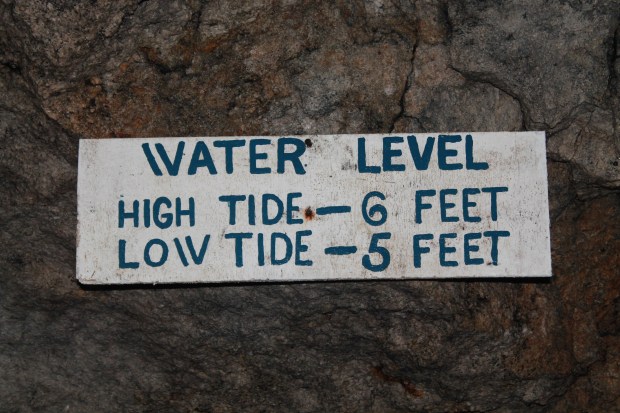 WATER LEVEL
HIGH TIDE - 6 FEET
LOW TIDE - 5 FEET